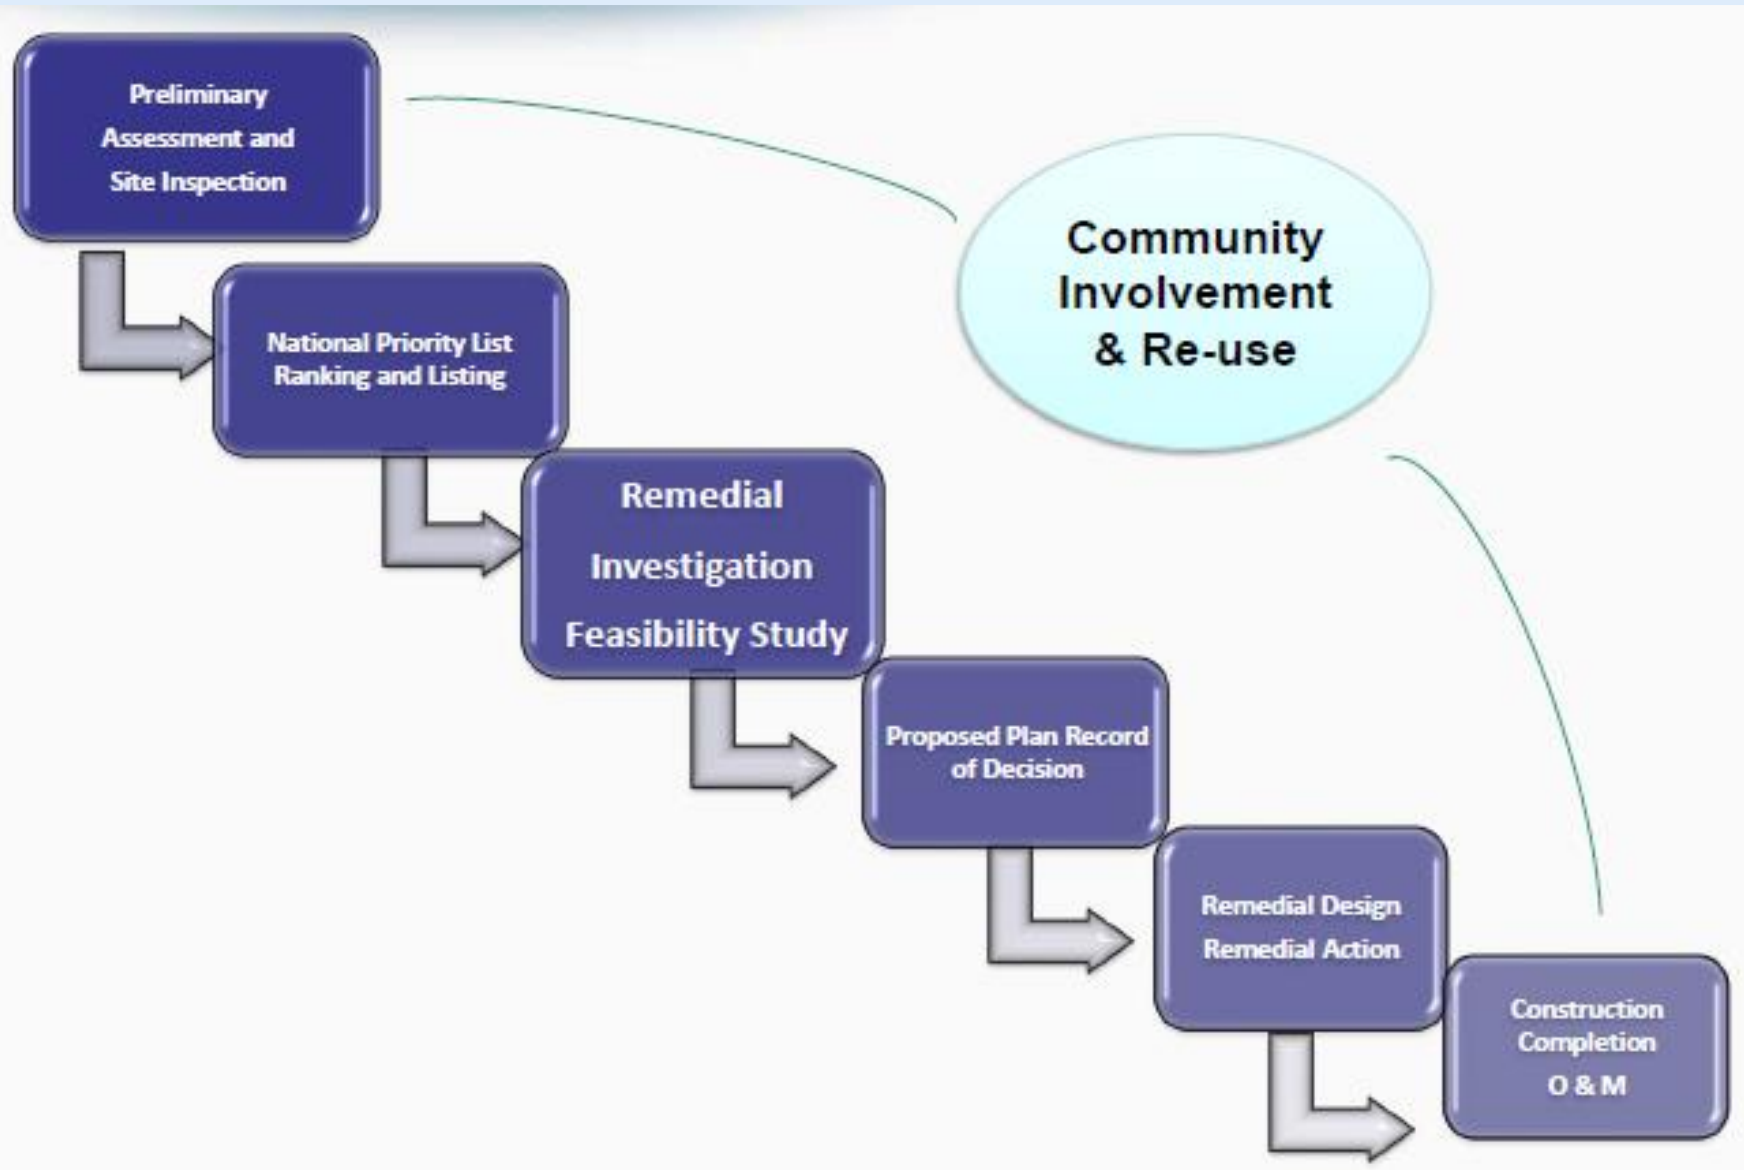 Preliminary
Assessment and
Site Inspection
Community
Involvement
& Re-use
National Priority List
Ranking and Listing
Remedial
Investigation
Feasibility Study
Proposed Plan Record
of Decision
Remedial Design
Remedial Action
Construction
Completion
O & M